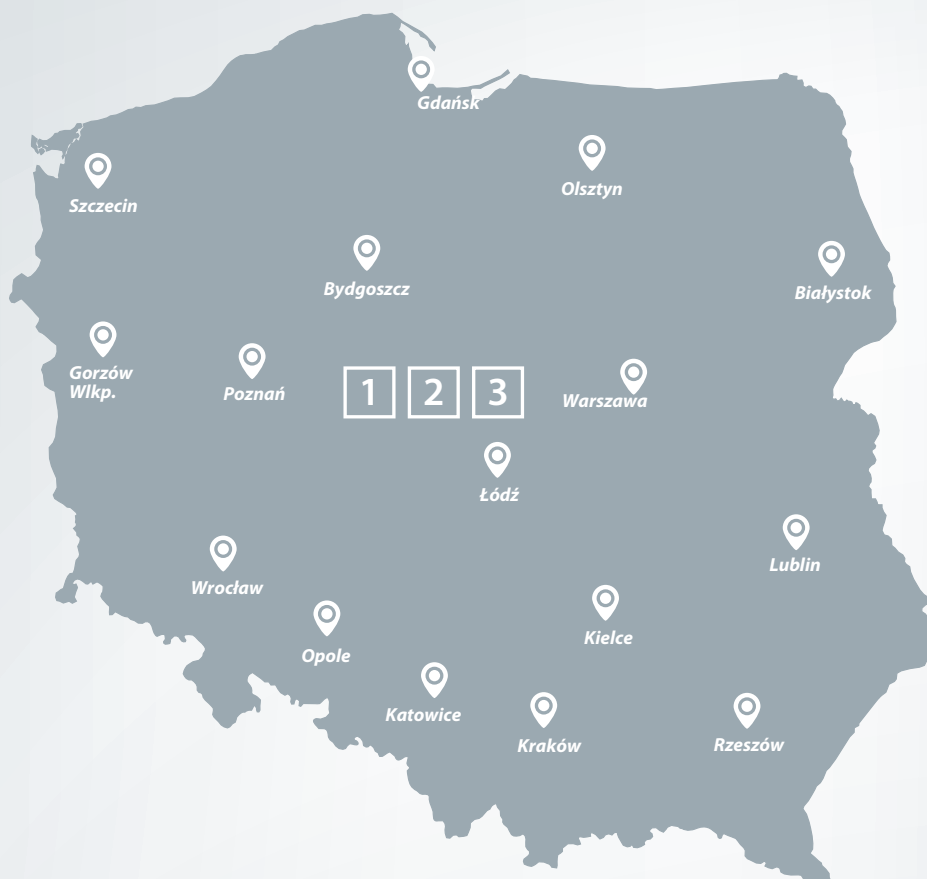 Gdańsk
Olsztyn
Szczecin
Bydgoszcz
Białystok
Gorzów
Wlkp.
Poznań
1 2 3
Warszawa
Łódź
Lublin
Wrocław
Kielce
Opole
Katowice
Kraków
Rzeszów